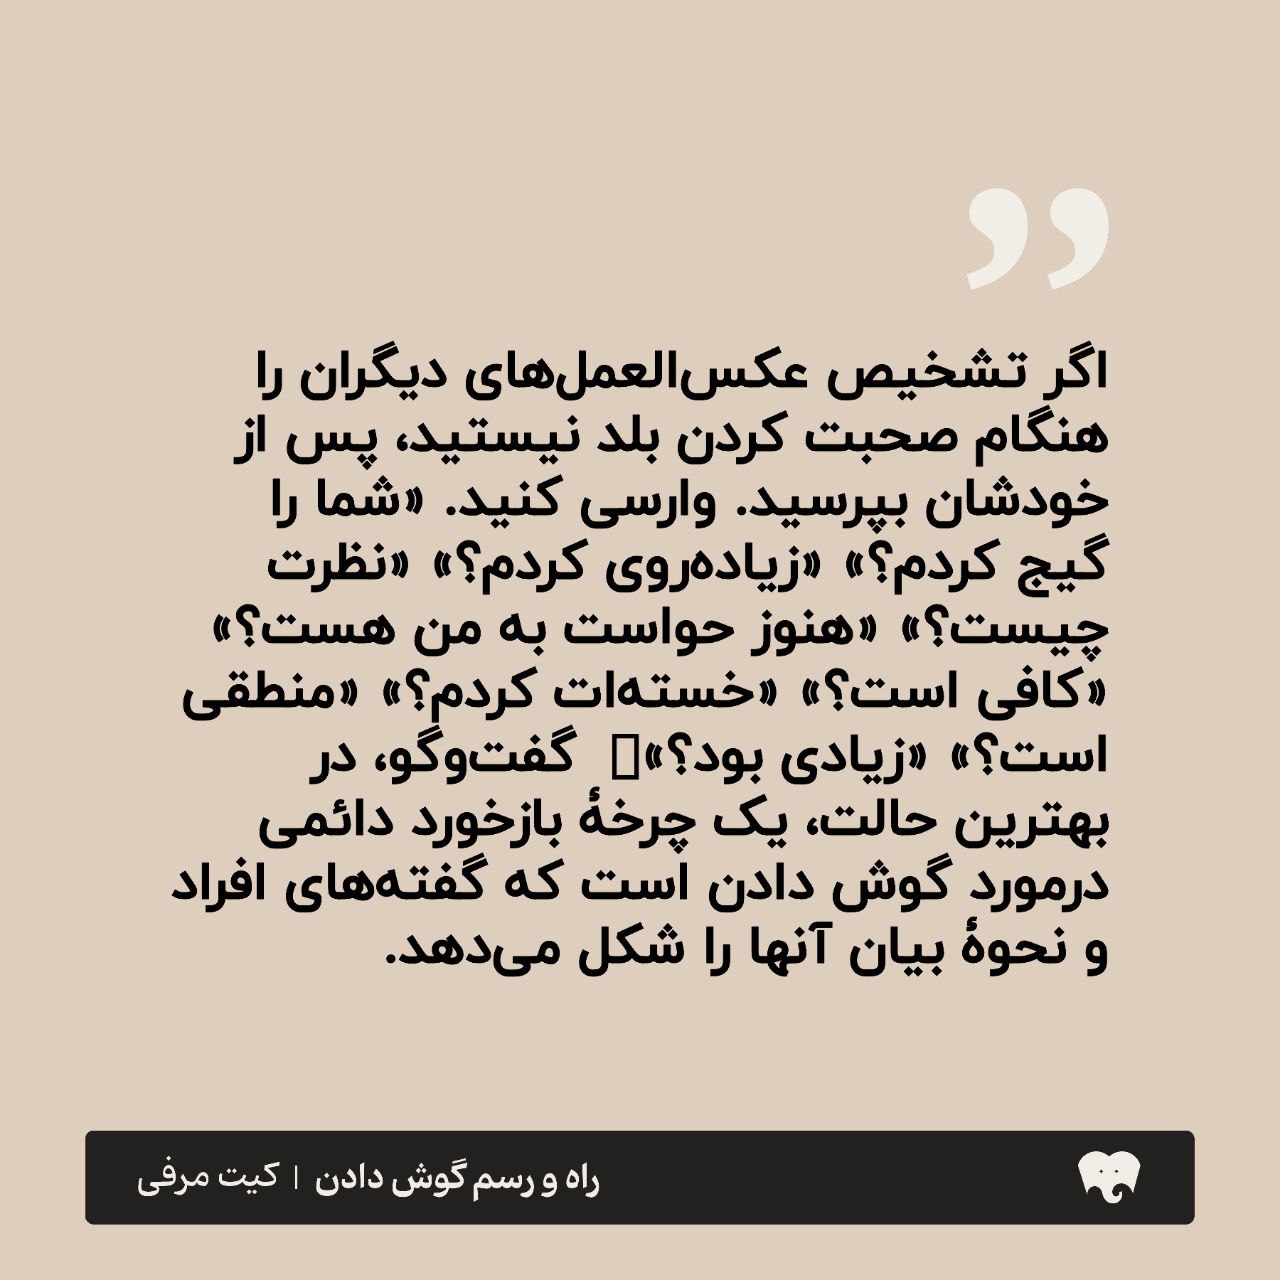 اگر تشخیص عکس‌العمل‌های دیگران را
هنگام صحبت کردن بلد نیستید، پس از
خودشان بپرسید. وارسی کنید. «شما را
گیج کردم؟» «زیاده‌روی کردم؟» «نظرت
چیست؟» «هنوز حواست به من هست؟»
«کافی است؟» «خسته‌ات کردم؟» «منطقی
است؟» «زیادی بود؟» گفت‌وگو، در
بهترین حالت، یک چرخهٔ بازخورد دائمی
درمورد گوش دادن است که گفته‌های افراد
و نحوهٔ بیان آنها را شکل می‌دهد.
راه و رسم گوش دادن | کیت مرفی